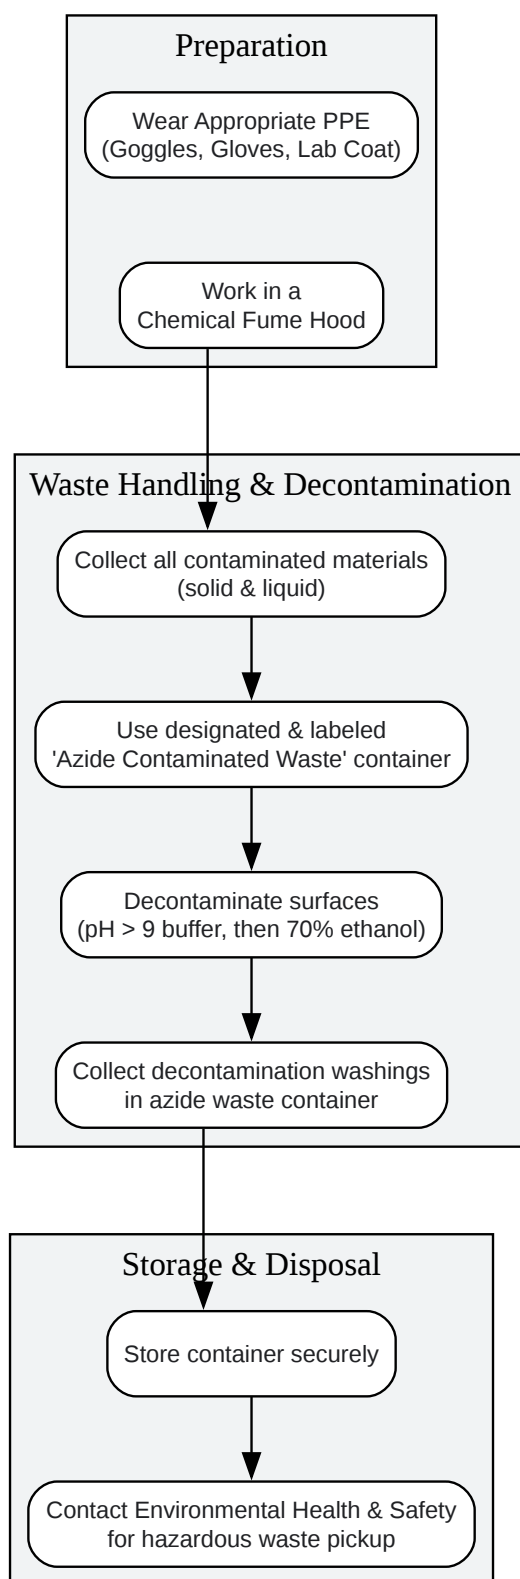 Preparation
Wear Appropriate PPE
(Goggles, Gloves, Lab Coat)
Work in a
Chemical Fume Hood
Waste Handling & Decontamination
Collect all contaminated materials
(solid & liquid)
Use designated & labeled
'Azide Contaminated Waste' container
Decontaminate surfaces
(pH > 9 buffer, then 70% ethanol)
Collect decontamination washings
in azide waste container
Storage & Disposal
Store container securely
Contact Environmental Health & Safety
for hazardous waste pickup